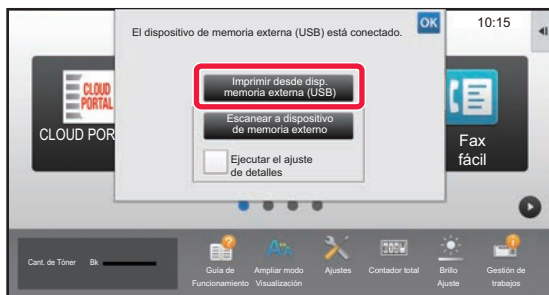 El dispositivo de memoria externa (USB) está conectado.
OK
10:15
Imprimir desde disp.
memoria externa (USB)
Escanear a dispositivo
de memoria externo
Ejecutar el ajuste
de detalles
CLOUD
PORTAL
CLOUD POR
Fax
fácil
Cant. de Tóner Bk
Guía de
Funcionamiento
Ampliar modo
Visualización
Ajustes
Contador total
Brillo
Ajuste
Gestión de
trabajos